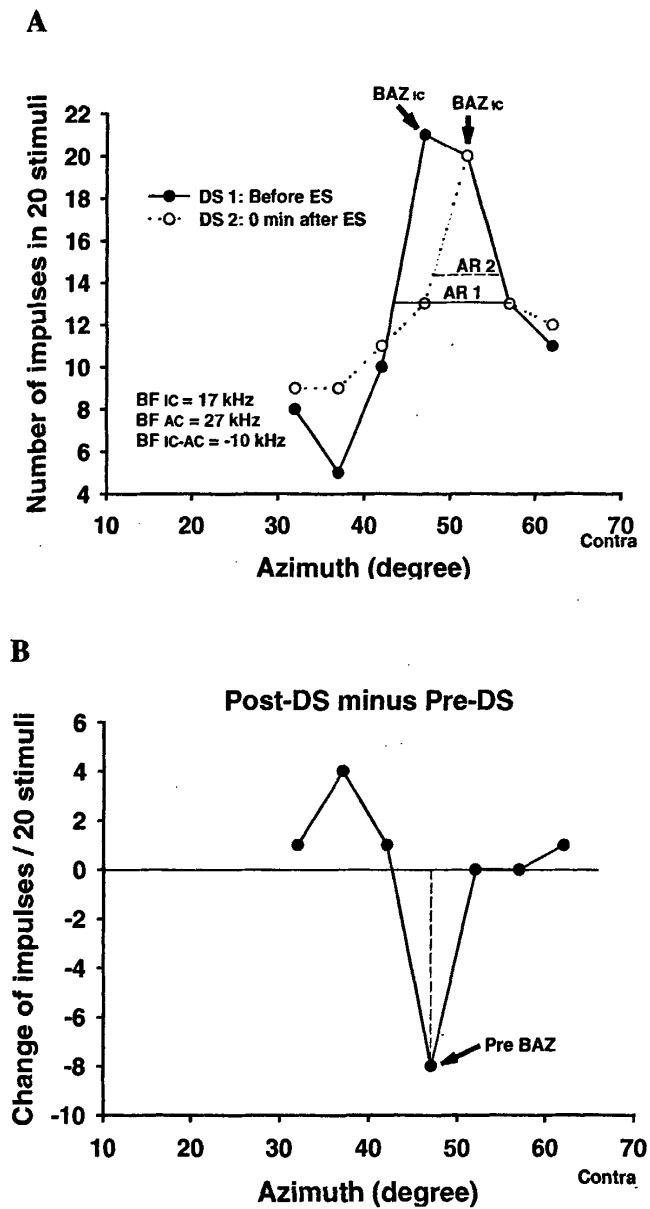 A
BAZ IC
BAZ IC
Number of impulses in 20 stimuli
22
20
18
16
14
12
10
8
6
4
DS 1: Before ES
DS 2: 0 min after ES
AR 2
AR 1
BF IC = 17 kHz
BF AC = 27 kHz
BF IC-AC = -10 kHz
10 20 30 40 50 60 70
Contra
Azimuth (degree)
B
Post-DS minus Pre-DS
Change of impulses / 20 stimuli
6
4
2
0
-2
-4
-6
-8
-10
Pre BAZ
10 20 30 40 50 60 70
Contra
Azimuth (degree)